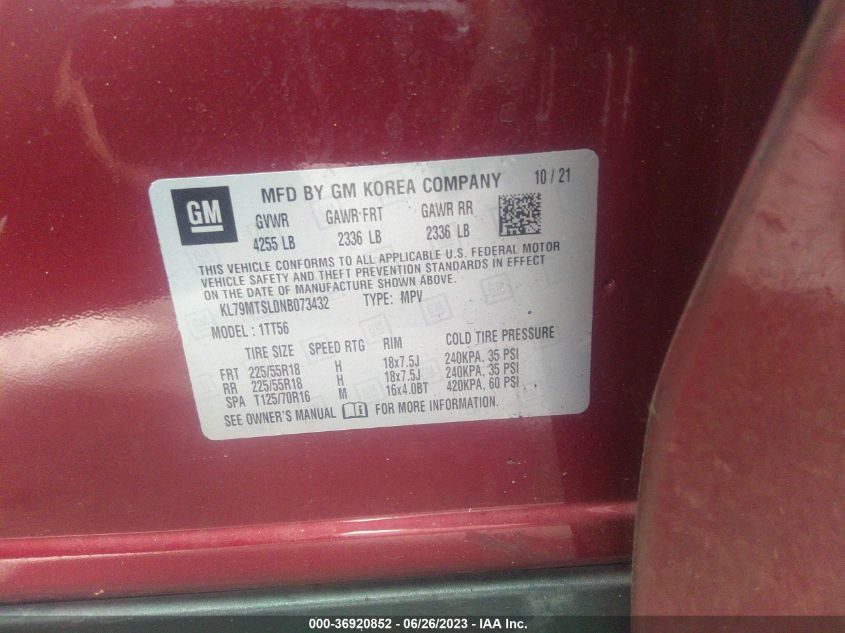 GM
MFD BY GM KOREA COMPANY 10 / 21
GVWR GAWR FRT GAWR RR
4255 LB 2336 LB 2336 LB
THIS VEHICLE CONFORMS TO ALL APPLICABLE U.S. FEDERAL MOTOR
VEHICLE SAFETY AND THEFT PREVENTION STANDARDS IN EFFECT
ON THE DATE OF MANUFACTURE SHOWN ABOVE.
KL79MTSL0NB073432 TYPE: MPV
MODEL: 1TT56
TIRE SIZE SPEED RTG RIM COLD TIRE PRESSURE
FRT 225/55R18 H 18x7.5J 240KPA, 35 PSI
RR 225/55R18 H 18x7.5J 240KPA, 35 PSI
SPA T125/70R16 M 16x4.0BT 420KPA, 60 PSI
SEE OWNER'S MANUAL FOR MORE INFORMATION.
000-36920852 / 06/26/2023 - IAA Inc.